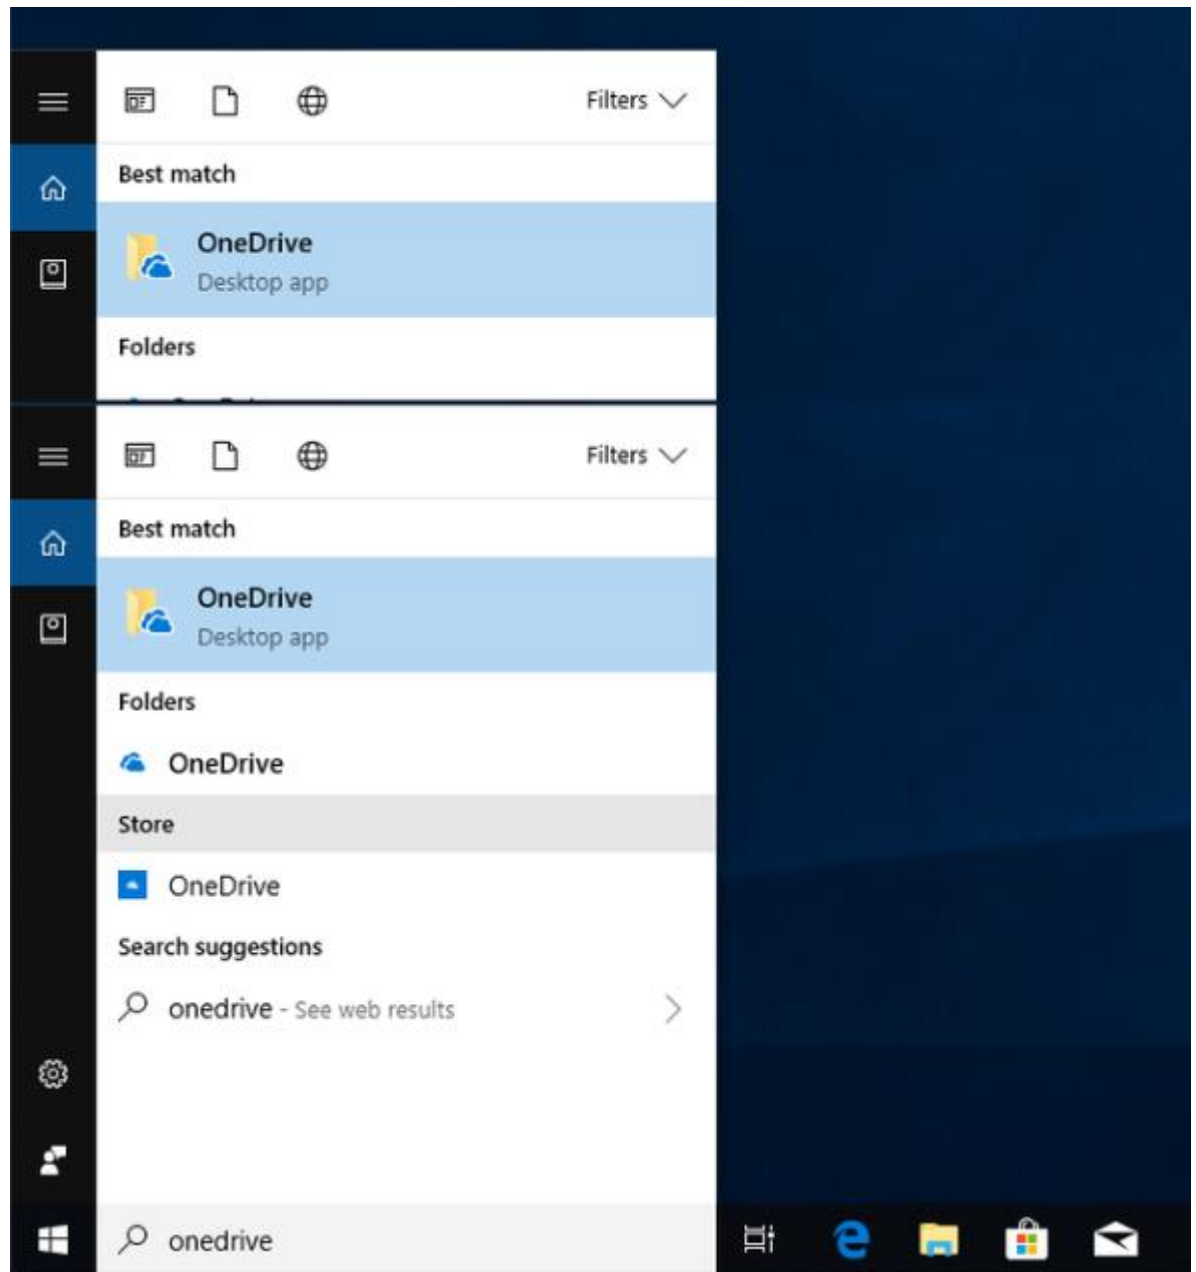 Filters
Best match
OneDrive
Desktop app
Folders
Filters
Best match
OneDrive
Desktop app
Folders
OneDrive
Store
OneDrive
Search suggestions
onedrive - See web results
onedrive